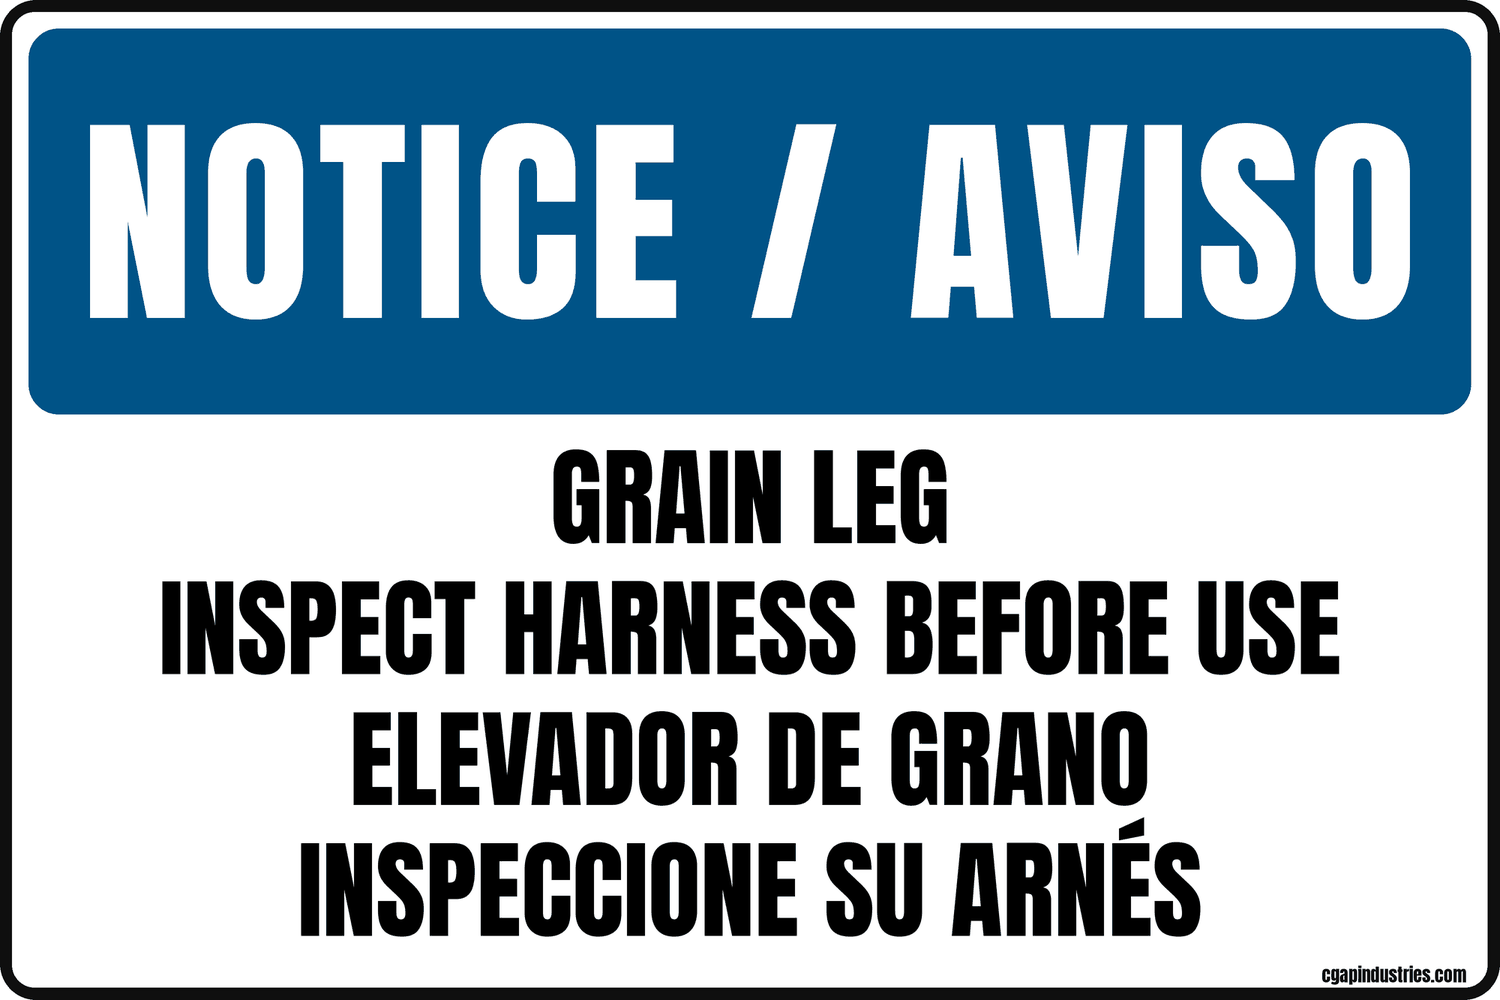 NOTICE / AVISO
GRAIN LEG
INSPECT HARNESS BEFORE USE
ELEVADOR DE GRANO
INSPECCIONE SU ARNÉS
cgapindustries.com